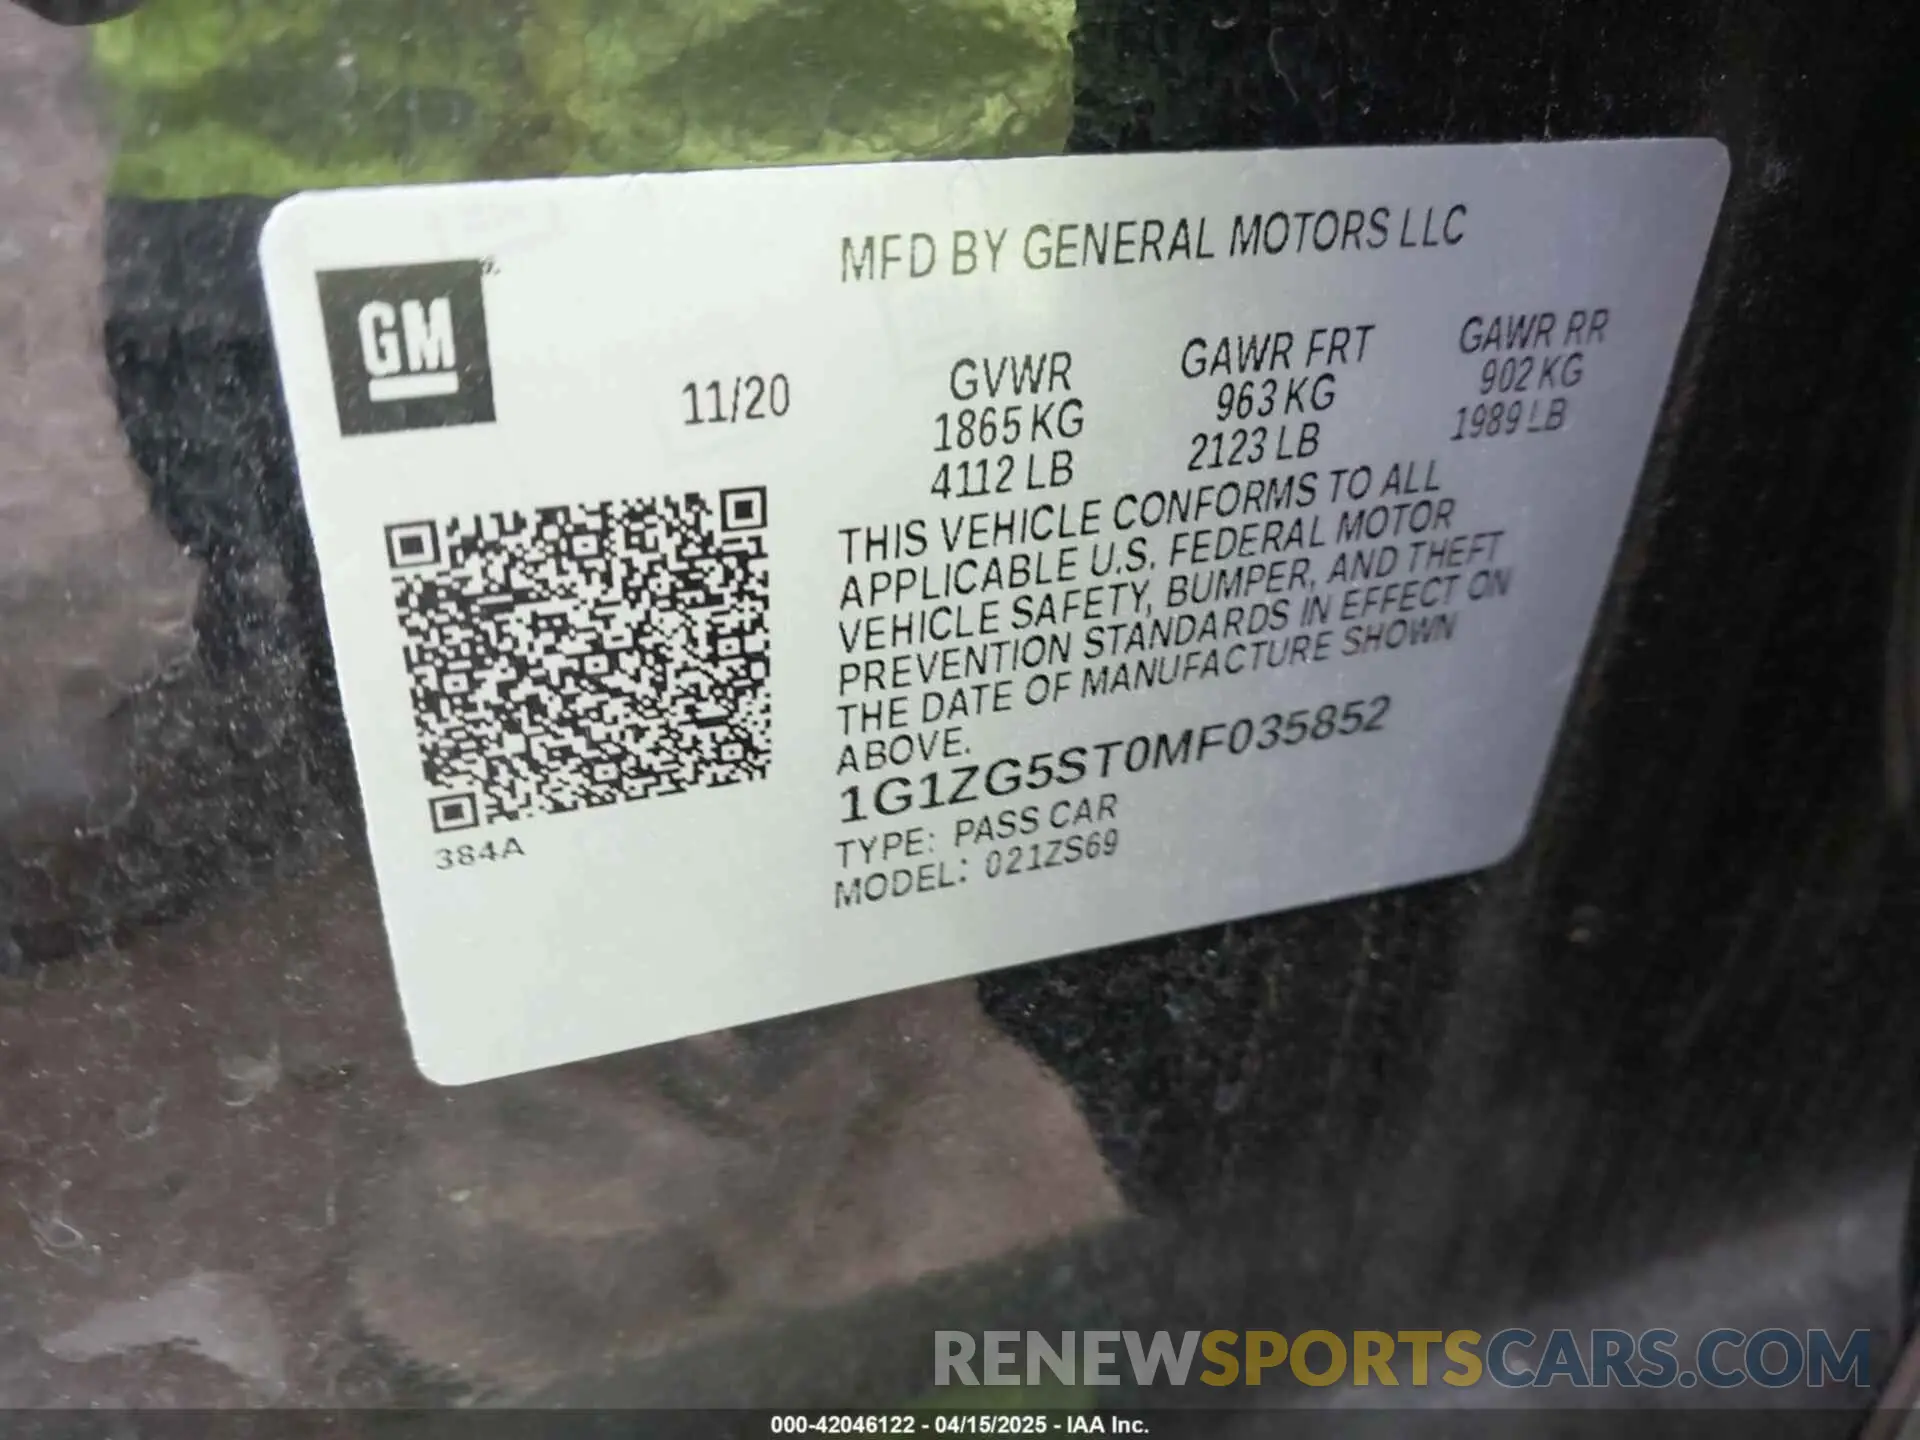 MFD BY GENERAL MOTORS LLC
GM
11/20
GVWR GAWR FRT GAWR RR
1865 KG 963 KG 902 KG
4112 LB 2123 LB 1989 LB
THIS VEHICLE CONFORMS TO ALL
APPLICABLE U.S. FEDERAL MOTOR
VEHICLE SAFETY, BUMPER, AND THEFT
PREVENTION STANDARDS IN EFFECT ON
THE DATE OF MANUFACTURE SHOWN
ABOVE.
1G1ZG5ST0MF035852
TYPE: PASS CAR
MODEL: 021ZS69
384A
RENEWSPORTSCARS.COM
000-42046122 - 04/15/2025 - IAA Inc.